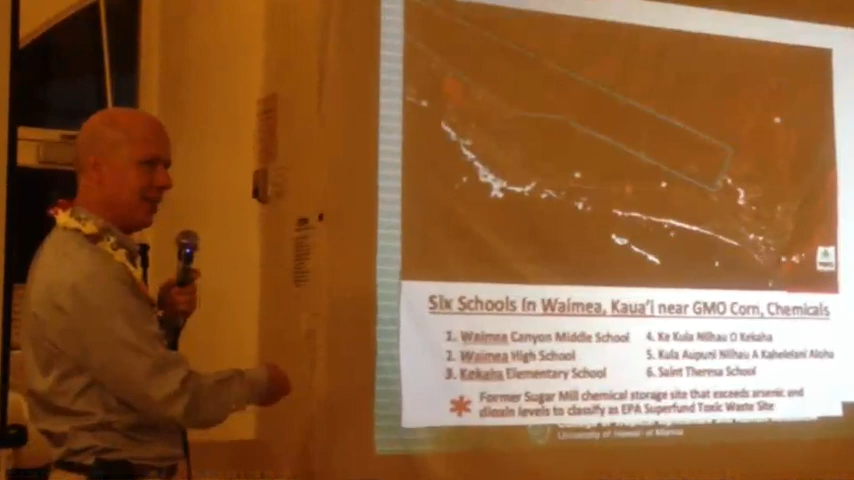 Six Schools in Waimea, Kaua'i near GMO Corn, Chemicals
1. Waimea Canyon Middle School
2. Waimea High School
3. Kekaha Elementary School
4. Ke Kula Niihau O Kekaha
5. Kula Aupuni Niihau A Kahelelani Aloha
6. Saint Theresa School
* Former Sugar Mill chemical storage site that exceeds arsenic and
dioxin levels to classify as EPA Superfund Toxic Waste Site
University of Hawai'i at Mānoa